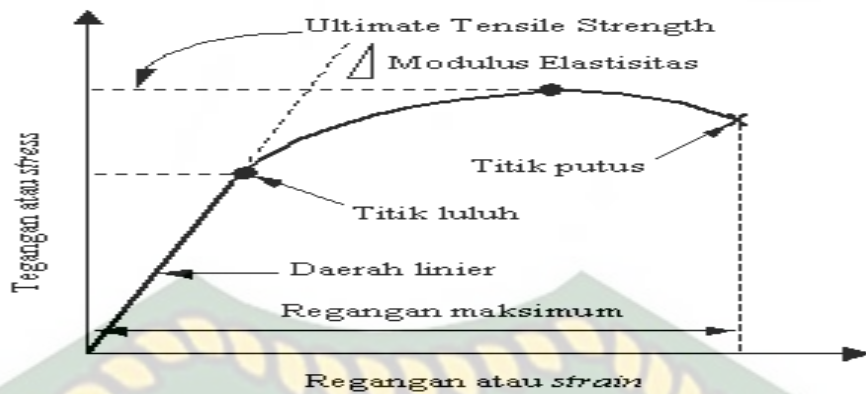 Ultimate Tensile Strength
Modulus Elastisitas
Titik putus
Titik luluh
Daerah linier
Regangan maksimum
Tegangan atau stress
Regangan atau strain